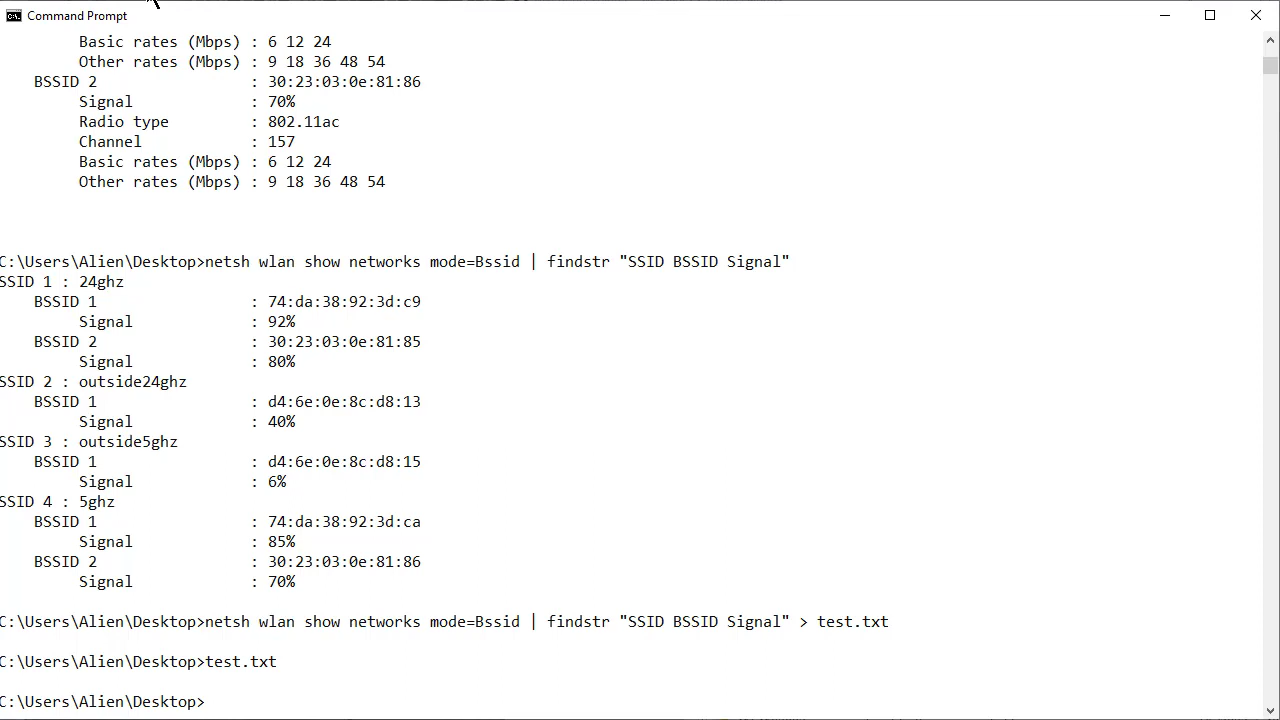 Command Prompt
Basic rates (Mbps) : 6 12 24
Other rates (Mbps) : 9 18 36 48 54
BSSID 2 : 30:23:03:0e:81:86
Signal : 70%
Radio type : 802.11ac
Channel : 157
Basic rates (Mbps) : 6 12 24
Other rates (Mbps) : 9 18 36 48 54
C:\Users\Alien\Desktop>netsh wlan show networks mode=Bssid | findstr "SSID BSSID Signal"
SSID 1 : 24ghz
BSSID 1 : 74:da:38:92:3d:c9
Signal : 92%
BSSID 2 : 30:23:03:0e:81:85
Signal : 80%
SSID 2 : outside24ghz
BSSID 1 : d4:6e:0e:8c:d8:13
Signal : 40%
SSID 3 : outside5ghz
BSSID 1 : d4:6e:0e:8c:d8:15
Signal : 6%
SSID 4 : 5ghz
BSSID 1 : 74:da:38:92:3d:ca
Signal : 85%
BSSID 2 : 30:23:03:0e:81:86
Signal : 70%
C:\Users\Alien\Desktop>netsh wlan show networks mode=Bssid | findstr "SSID BSSID Signal" > test.txt
C:\Users\Alien\Desktop>test.txt
C:\Users\Alien\Desktop>